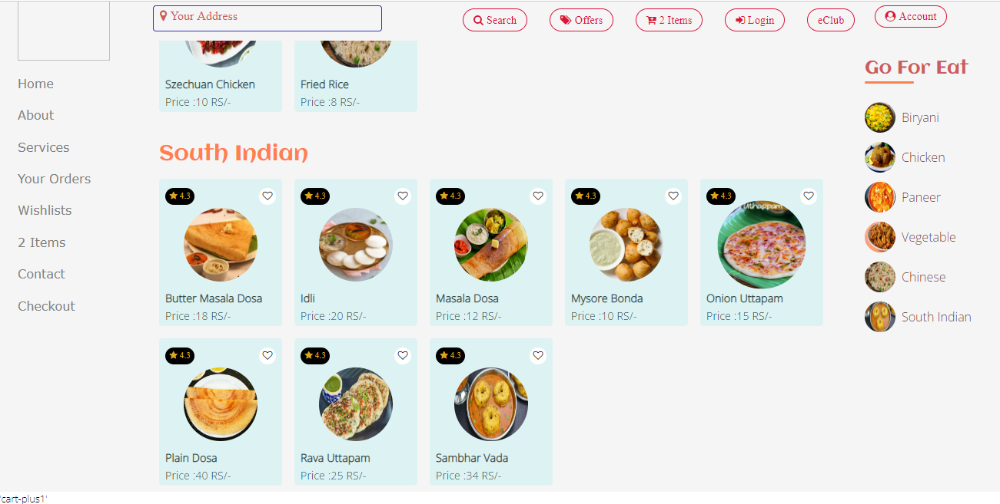 Your Address
Search
Offers
2 Items
Login
eClub
Account
Home
About
Services
Your Orders
Wishlists
2 Items
Contact
Checkout
Szechuan Chicken
Price :10 RS/-
Fried Rice
Price :8 RS/-
South Indian
4.3
Butter Masala Dosa
Price :18 RS/-
4.3
Idli
Price :20 RS/-
4.3
Masala Dosa
Price :12 RS/-
4.3
Mysore Bonda
Price :10 RS/-
4.3
Uthappam
Onion Uttapam
Price :15 RS/-
4.3
Plain Dosa
Price :40 RS/-
4.3
Rava Uttapam
Price :25 RS/-
4.3
Sambhar Vada
Price :34 RS/-
Go For Eat
Biryani
Chicken
Paneer
Vegetable
Chinese
South Indian
'cart-plus1'